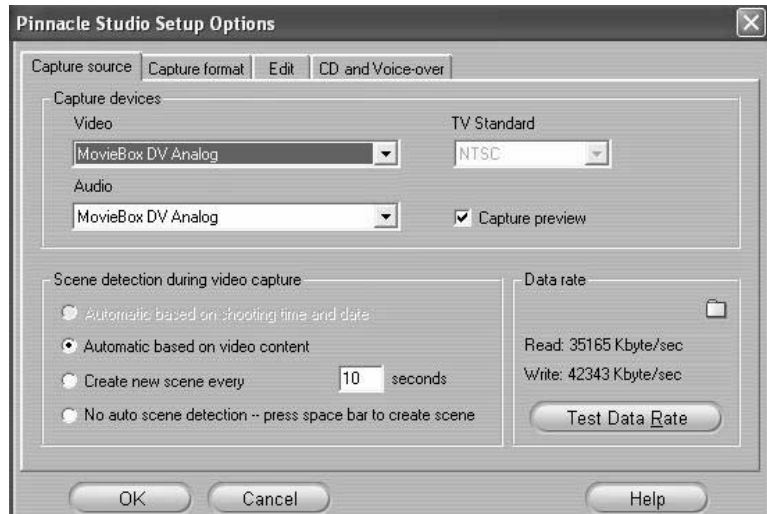 Pinnacle Studio Setup Options
Capture source Capture format Edit CD and Voice-over
Capture devices
Video
MovieBox DV Analog
TV Standard
NTSC
Audio
MovieBox DV Analog
Capture preview
Scene detection during video capture
Automatic based on shooting time and date
Automatic based on video content
Create new scene every 10 seconds
No auto scene detection -- press space bar to create scene
Data rate
Read: 35165 Kbyte/sec
Write: 42343 Kbyte/sec
Test Data Rate
OK Cancel Help